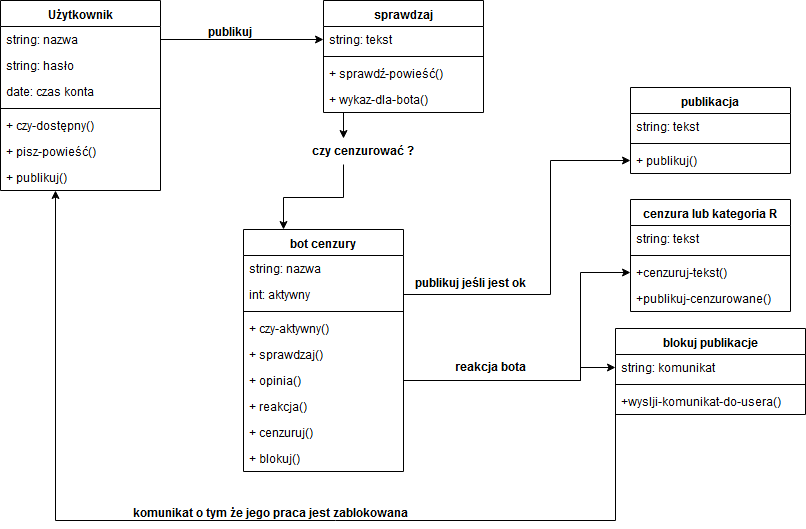 Użytkownik
string: nazwa
string: hasło
date: czas konta
+ czy-dostępny()
+ pisz-powieść()
+ publikuj()
publikuj
sprawdzaj
string: tekst
+ sprawdź-powieść()
+ wykaz-dla-bota()
czy cenzurować ?
bot cenzury
string: nazwa
int: aktywny
+ czy-aktywny()
+ sprawdzaj()
+ opinia()
+ reakcja()
+ cenzuruj()
+ blokuj()
publikuj jeśli jest ok
reakcja bota
publikacja
string: tekst
+ publikuj()
cenzura lub kategoria R
string: tekst
+cenzuruj-tekst()
+publikuj-cenzurowane()
blokuj publikacje
string: komunikat
+wyslji-komunikat-do-usera()
komunikat o tym że jego praca jest zablokowana